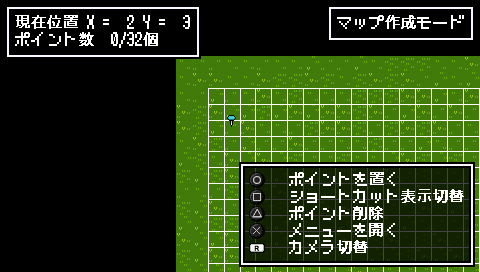 現在位置 X = 2 Y = 3
ポイント数 0/32個
マップ作成モード
ポイントを置く
ショートカット表示切替
ポイント削除
メニューを開く
R カメラ切替